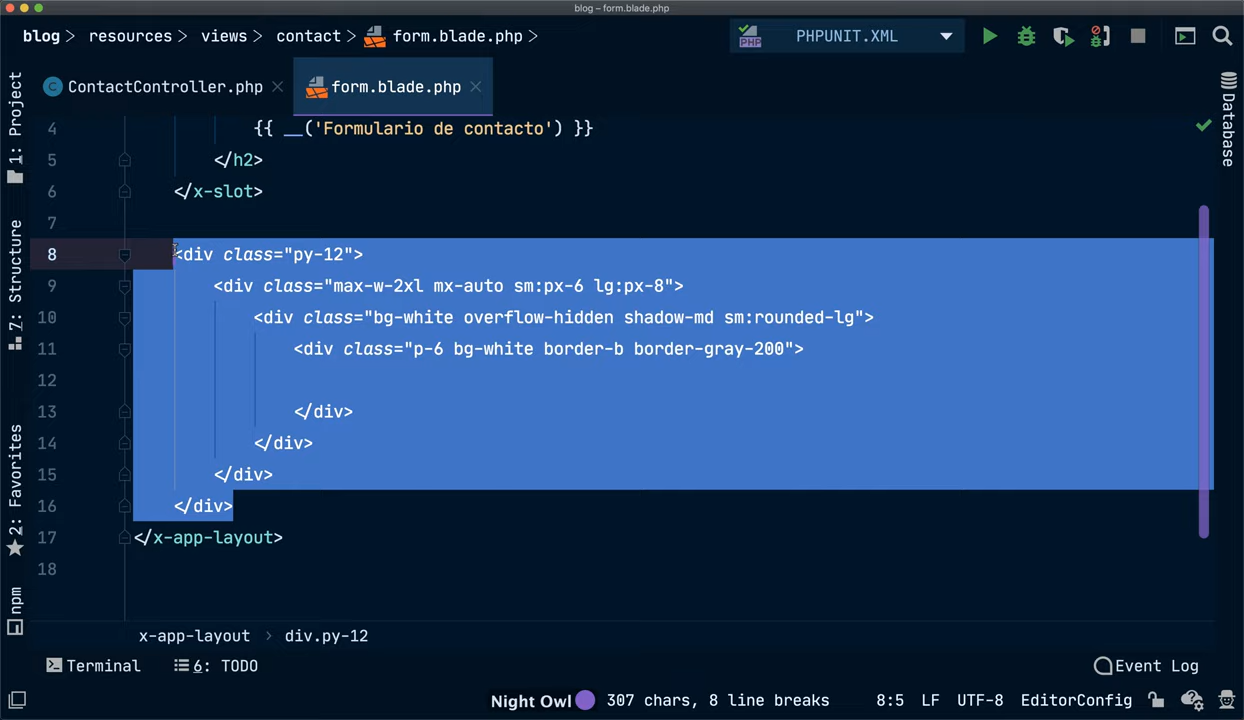 blog – form.blade.php
blog > resources > views > contact > form.blade.php >
PHP PHPUNIT.XML
ContactController.php form.blade.php
1: Project
7: Structure
2: Favorites
npm
Database
4 {{ __('Formulario de contacto') }}
5 </h2>
6 </x-slot>
7
8 <div class="py-12">
9 <div class="max-w-2xl mx-auto sm:px-6 lg:px-8">
10 <div class="bg-white overflow-hidden shadow-md sm:rounded-lg">
11 <div class="p-6 bg-white border-b border-gray-200">
12
13 </div>
14 </div>
15 </div>
16 </div>
17 </x-app-layout>
18
x-app-layout > div.py-12
Terminal 6: TODO Event Log
Night Owl 307 chars, 8 line breaks 8:5 LF UTF-8 EditorConfig